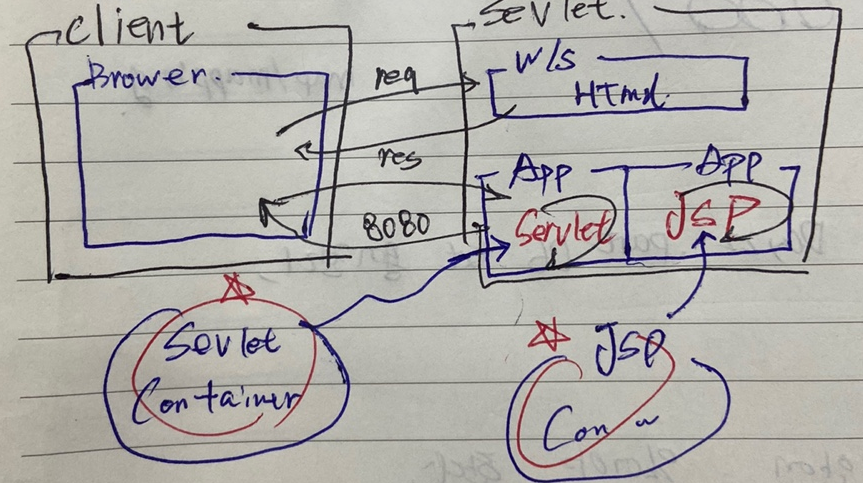 Client
Sevlet.
Brower.
req
W/S
HTml.
res
App
App
8080
Servlet
JSP
Sevlet
Container
JSP
Con ~